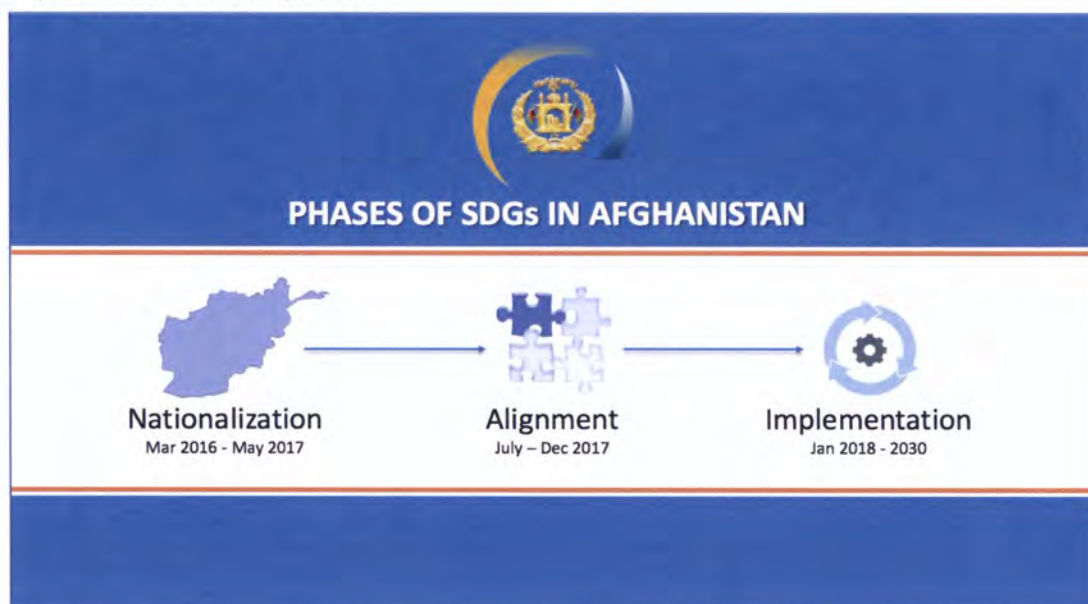 PHASES OF SDGs IN AFGHANISTAN
Nationalization
Mar 2016 - May 2017
Alignment
July – Dec 2017
Implementation
Jan 2018 - 2030